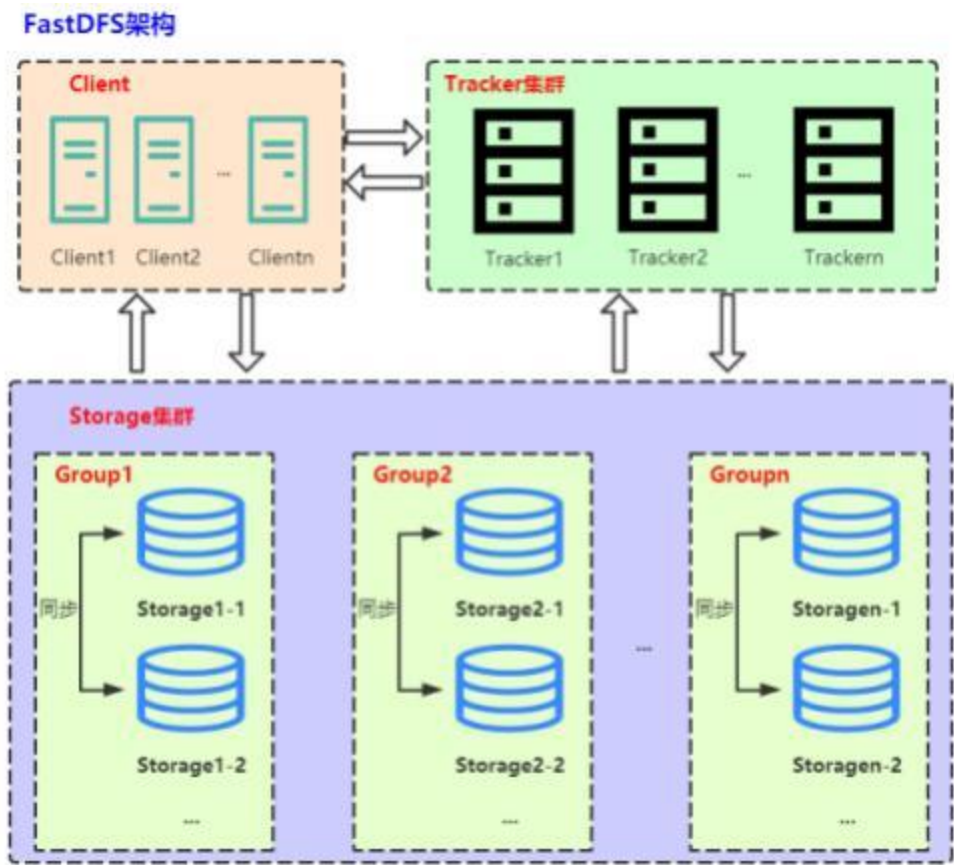 FastDFS架构
Client
Client1 Client2 ... Clientn
Tracker集群
Tracker1 Tracker2 ... Trackern
Storage集群
Group1
同步
Storage1-1
Storage1-2
...
Group2
同步
Storage2-1
Storage2-2
...
...
Groupn
同步
Storagen-1
Storagen-2
...